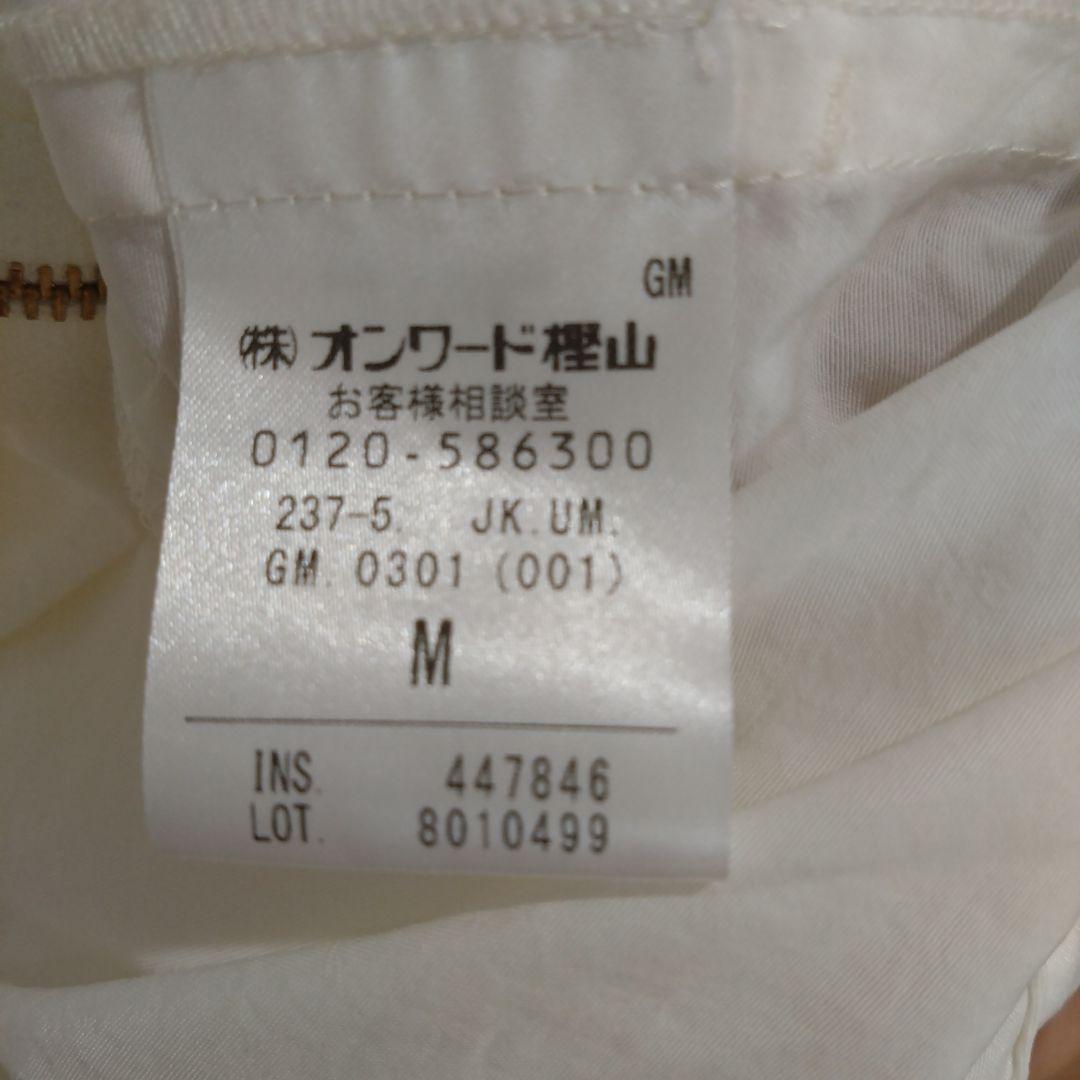 GM
㈱オンワード樫山
お客様相談室
0120-586300
237-5. JK.UM.
GM. 0301 (001)
M
INS. 447846
LOT. 8010499